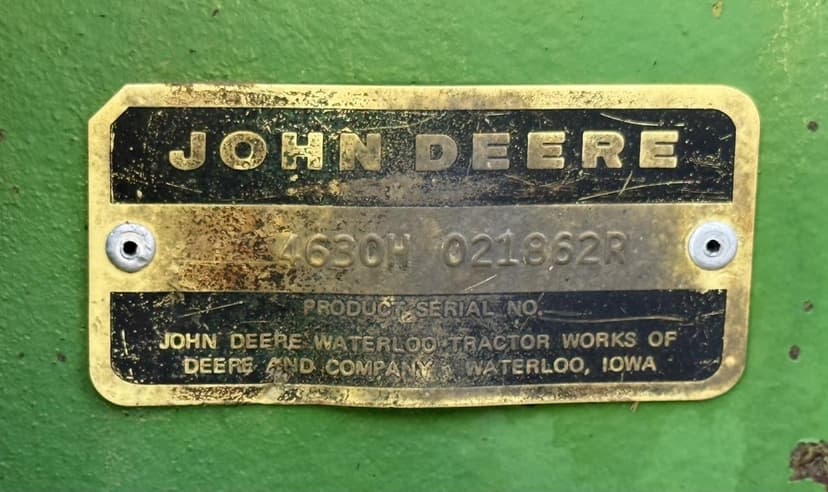 JOHN DEERE
4630H 021862R
PRODUCT SERIAL NO.
JOHN DEERE WATERLOO TRACTOR WORKS OF
DEERE AND COMPANY WATERLOO, IOWA